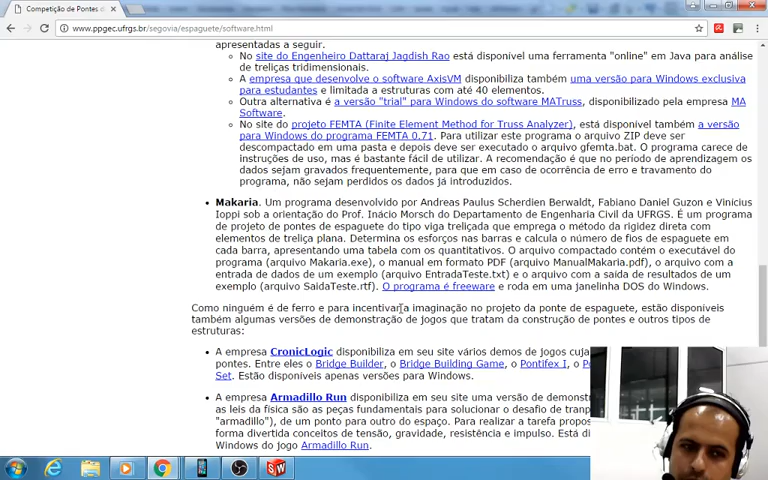 Competição de Pontes d
www.ppgec.ufrgs.br/segovia/espaguete/software.html
apresentadas a seguir.
No site do Engenheiro Dattaraj Jagdish Rao está disponível uma ferramenta "online" em Java para análise
de treliças tridimensionais.
A empresa que desenvolve o software AxisVM disponibiliza também uma versão para Windows exclusiva
para estudantes e limitada a estruturas com até 40 elementos.
Outra alternativa é a versão "trial" para Windows do software MATruss, disponibilizado pela empresa MA
Software.
No site do projeto FEMTA (Finite Element Method for Truss Analyzer), está disponível também a versão
para Windows do programa FEMTA 0.71. Para utilizar este programa o arquivo ZIP deve ser
descompactado em uma pasta e depois deve ser executado o arquivo gfemta.bat. O programa carece de
instruções de uso, mas é bastante fácil de utilizar. A recomendação é que no período de aprendizagem os
dados sejam gravados frequentemente, para que em caso de ocorrência de erro e travamento do
programa, não sejam perdidos os dados já introduzidos.
Makaria. Um programa desenvolvido por Andreas Paulus Scherdien Berwaldt, Fabiano Daniel Guzon e Vinícius
Ioppi sob a orientação do Prof. Inácio Morsch do Departamento de Engenharia Civil da UFRGS. É um programa
de projeto de pontes de espaguete do tipo viga treliçada que emprega o método da rigidez direta com
elementos de treliça plana. Determina os esforços nas barras e calcula o número de fios de espaguete em
cada barra, apresentando uma tabela com os quantitativos. O arquivo compactado contém o executável do
programa (arquivo Makaria.exe), o manual em formato PDF (arquivo ManualMakaria.pdf), o arquivo com a
entrada de dados de um exemplo (arquivo EntradaTeste.txt) e o arquivo com a saída de resultados de um
exemplo (arquivo SaidaTeste.rtf). O programa é freeware e roda em uma janelinha DOS do Windows.
Como ninguém é de ferro e para incentivar a imaginação no projeto da ponte de espaguete, estão disponíveis
também algumas versões de demonstração de jogos que tratam da construção de pontes e outros tipos de
estruturas:
A empresa CronicLogic disponibiliza em seu site vários demos de jogos cuja
pontes. Entre eles o Bridge Builder, o Bridge Building Game, o Pontifex I, o
Set. Estão disponíveis apenas versões para Windows.
A empresa Armadillo Run disponibiliza em seu site uma versão de demonst
as leis da física são as peças fundamentais para solucionar o desafio de tranp
"armadillo), de um ponto para outro do espaço. Para realizar a tarefa propos
forma divertida conceitos de tensão, gravidade, resistência e impulso. Está di
Windows do jogo Armadillo Run.